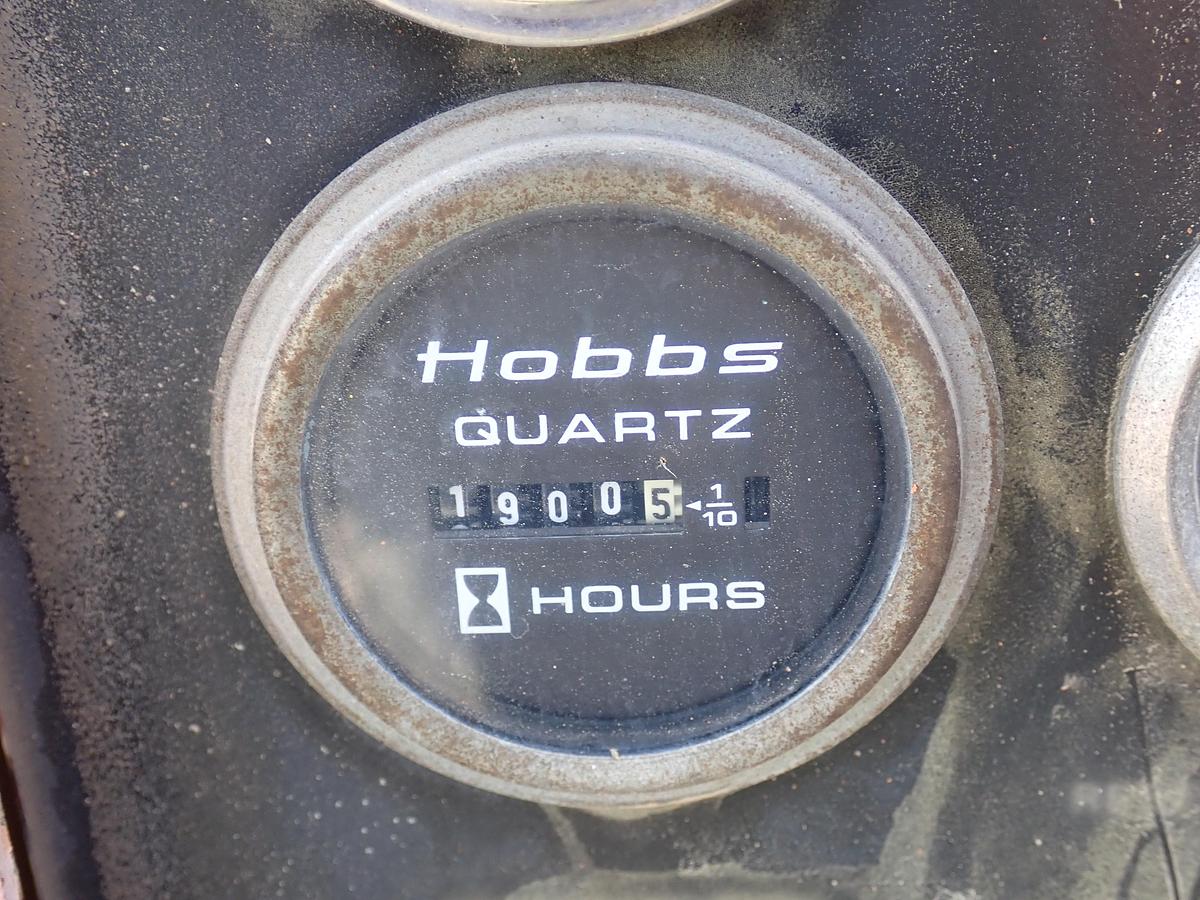 Hobbs
QUARTZ
19005 ◄ 1/10
HOURS